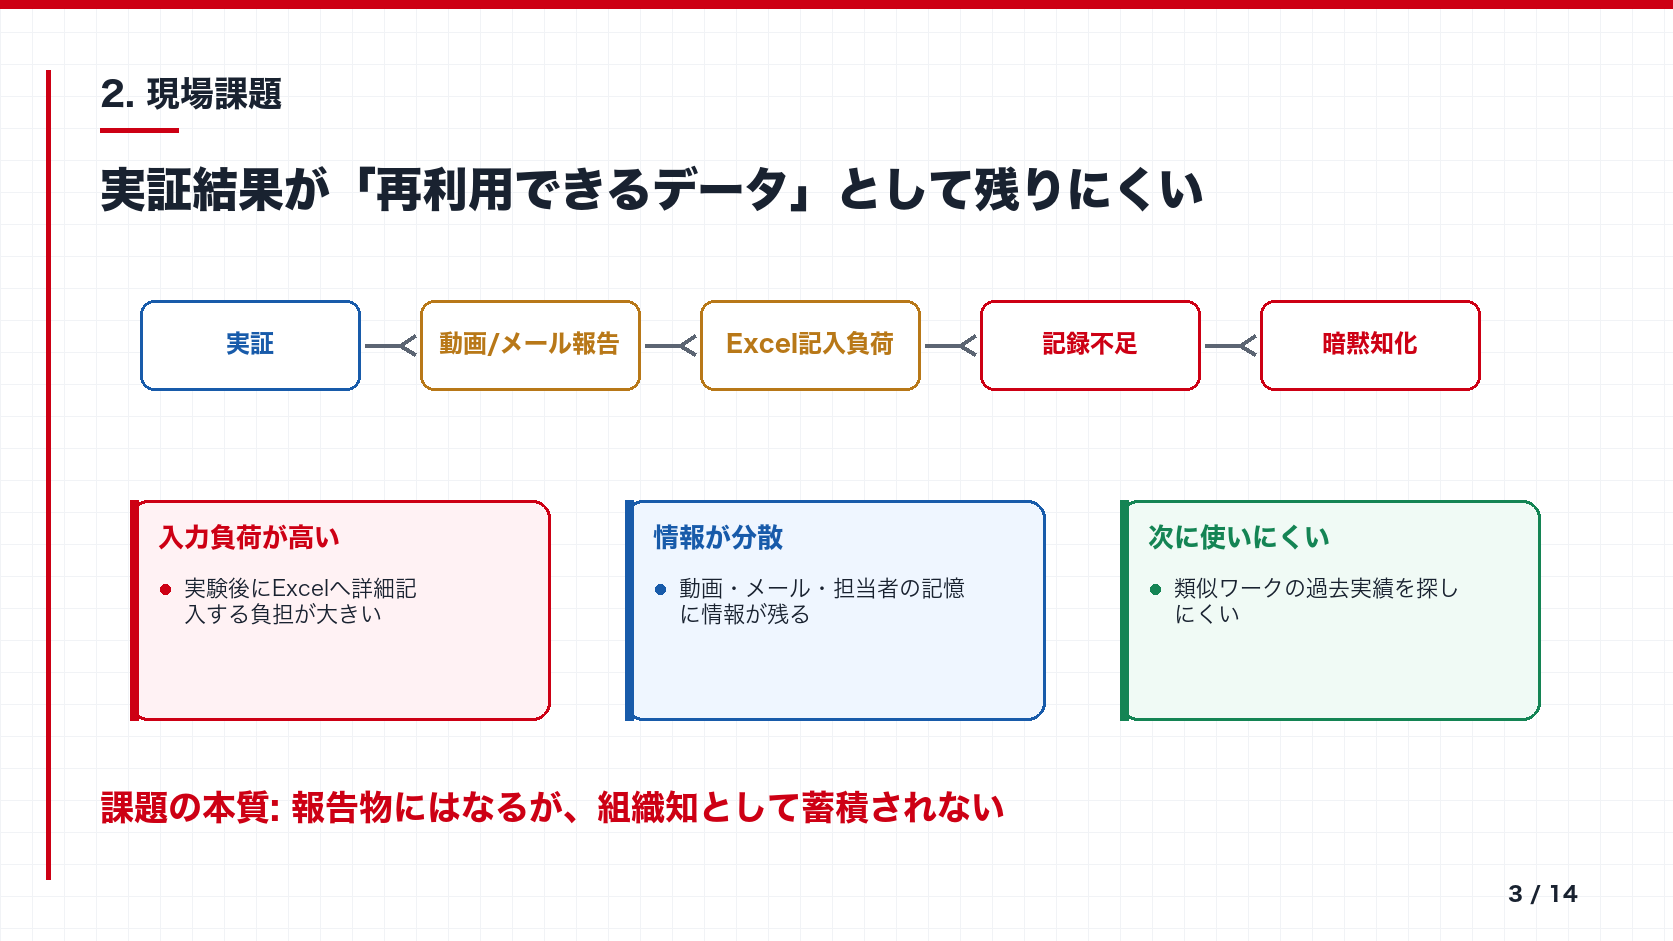 2. 現場課題
実証結果が「再利用できるデータ」として残りにくい
実証
動画/メール報告
Excel記入負荷
記録不足
暗黙知化
入力負荷が高い
実験後にExcelへ詳細記
入する負担が大きい
情報が分散
動画・メール・担当者の記憶
に情報が残る
次に使いにくい
類似ワークの過去実績を探し
にくい
課題の本質: 報告物にはなるが、組織知として蓄積されない
3 / 14